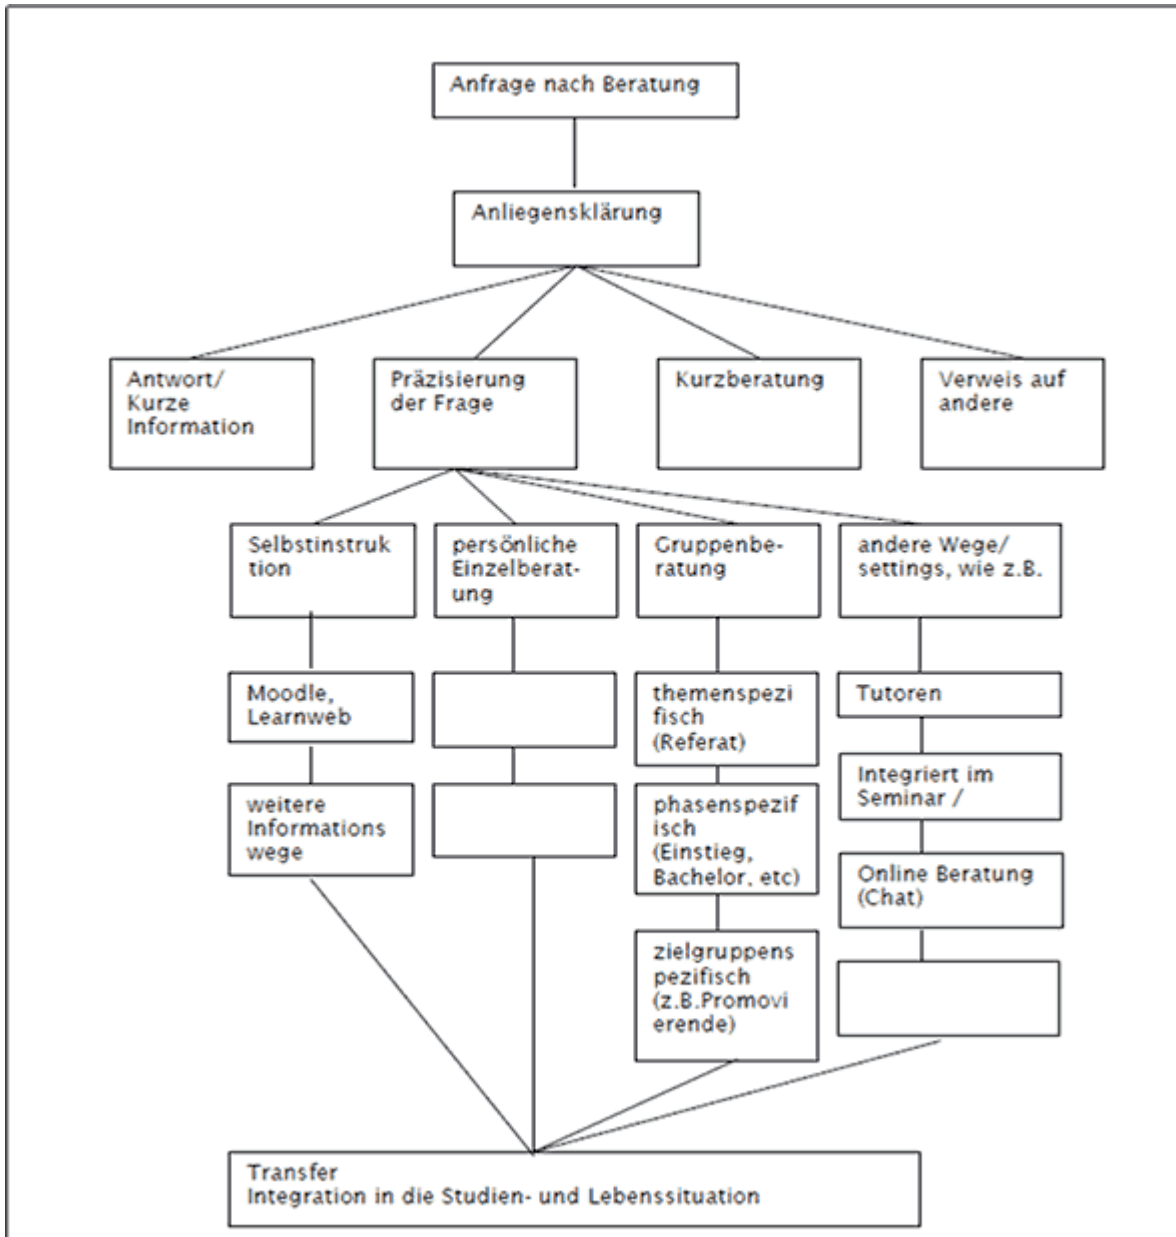 Anfrage nach Beratung
Anliegensklärung
Antwort/
Kurze
Information
Präzisierung
der Frage
Kurzberatung
Verweis auf
andere
Selbstinstruk
tion
persönliche
Einzelberat-
ung
Gruppenbe-
ratung
andere Wege/
settings, wie z.B.
Moodle,
Learnweb
themenspezi
fisch
(Referat)
Tutoren
weitere
Informations
wege
phasenspezif
isch
(Einstieg,
Bachelor, etc)
Integriert im
Seminar /
Online Beratung
(Chat)
zielgruppens
pezifisch
(z.B.Promovi
erende)
Transfer
Integration in die Studien- und Lebenssituation